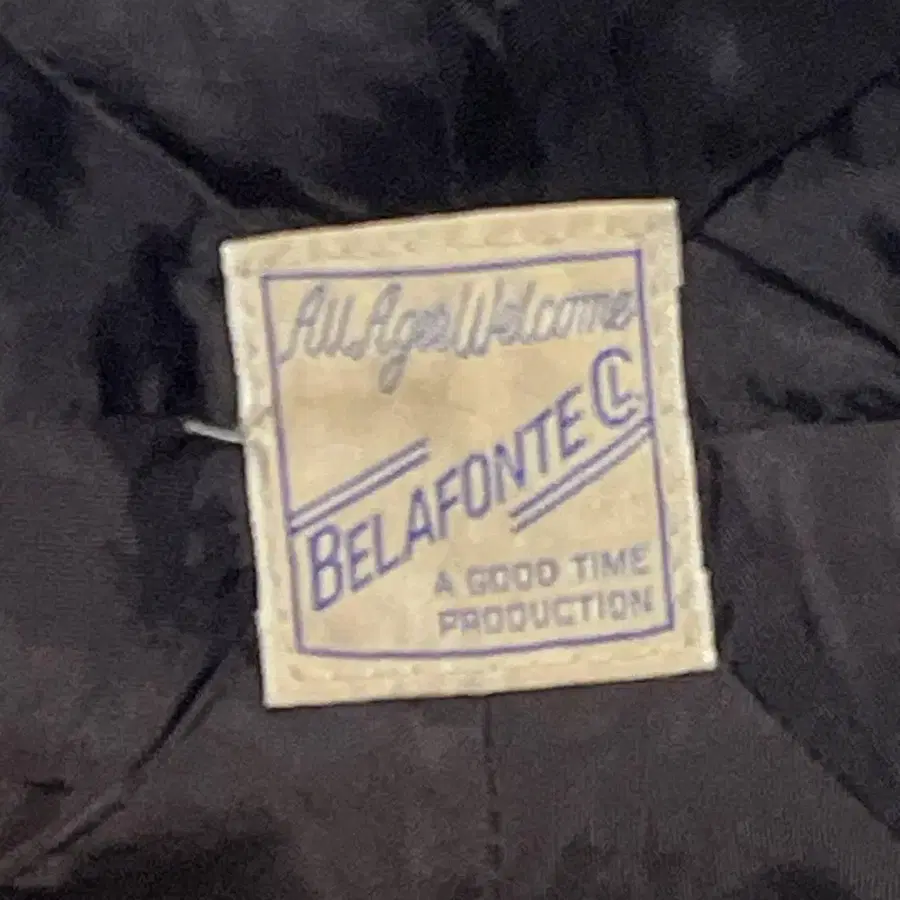 All Ages Welcome
BELAFONTE CL
A GOOD TIME
PRODUCTION